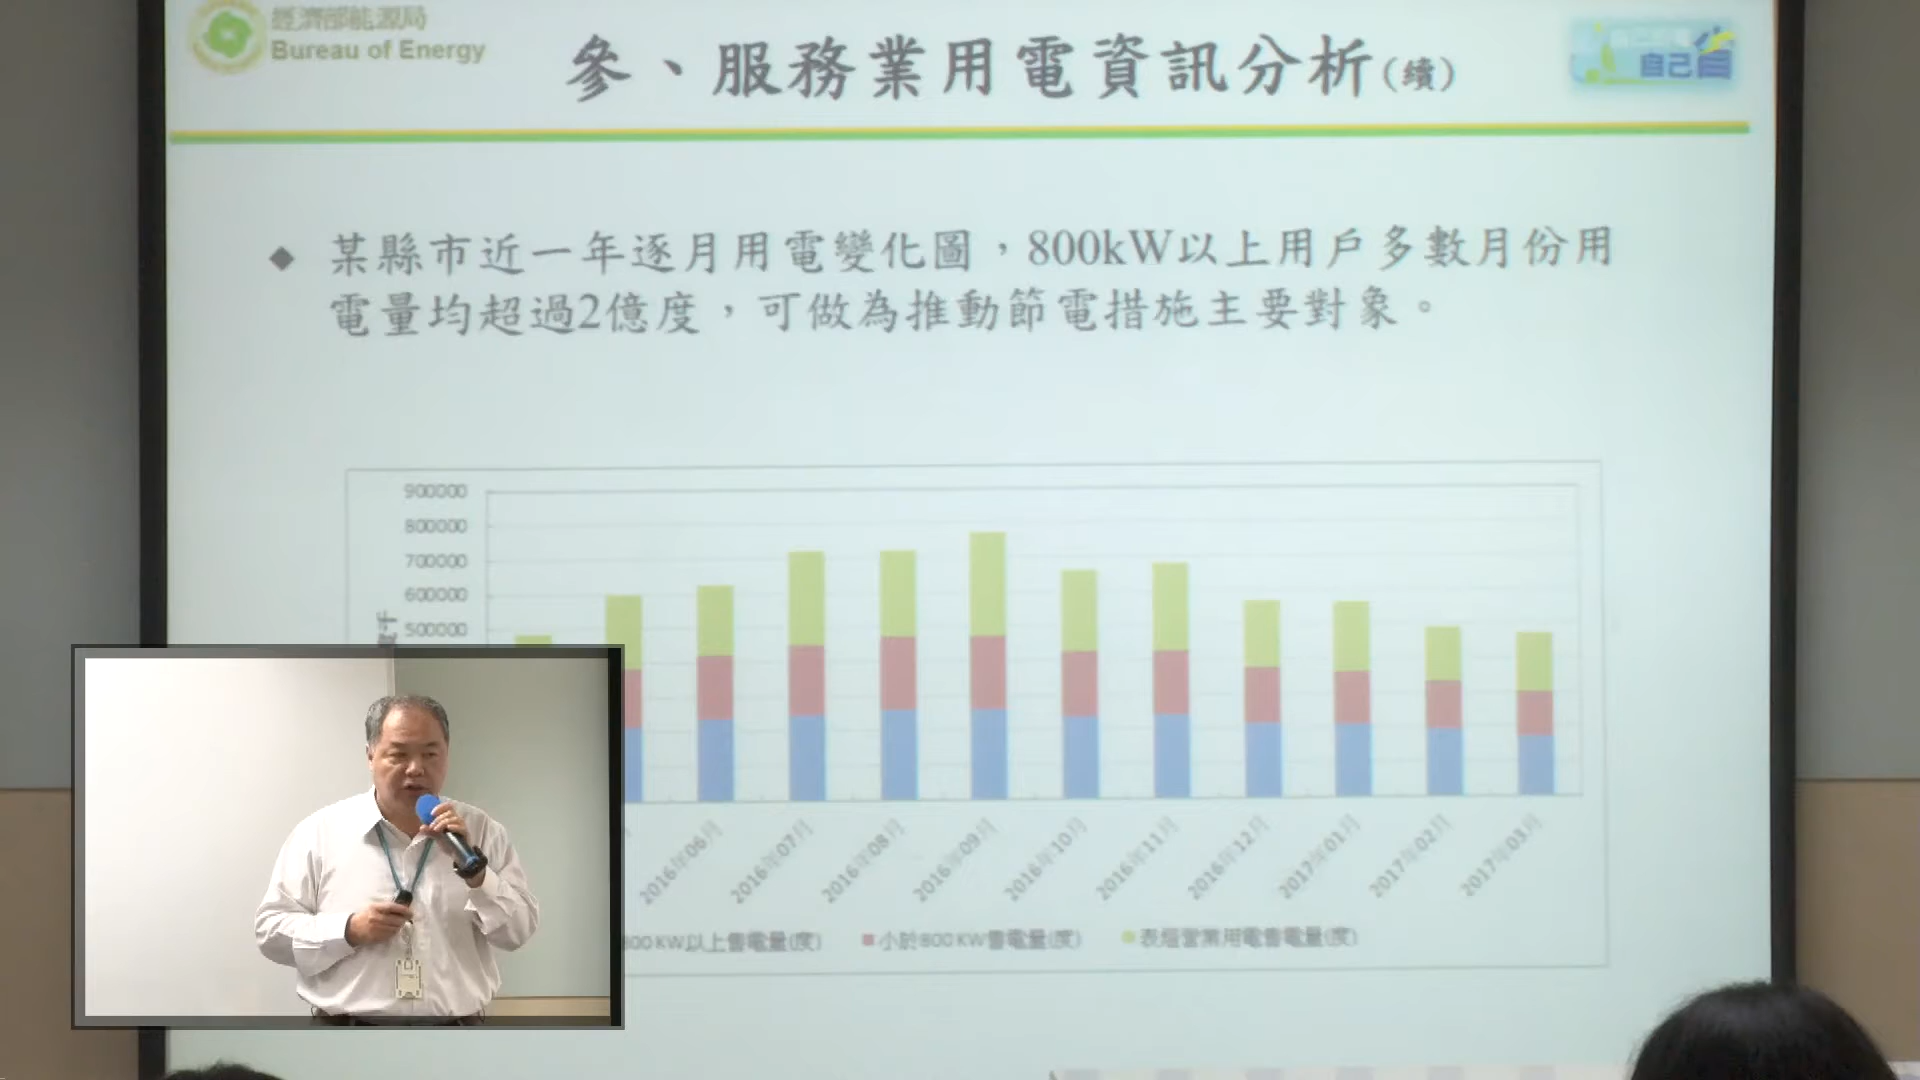 經濟部能源局
Bureau of Energy
參、服務業用電資訊分析(續)
自己
◆ 某縣市近一年逐月用電變化圖，800kW以上用戶多數月份用
電量均超過2億度，可做為推動節電措施主要對象。
900000
800000
700000
600000
500000
2016年06月
2016年07月
2016年08月
2016年09月
2016年10月
2016年11月
2016年12月
2017年01月
2017年02月
2017年03月
800KW以上售電量(度)
小於800KW售電量(度)
表燈營業用電售電量(度)